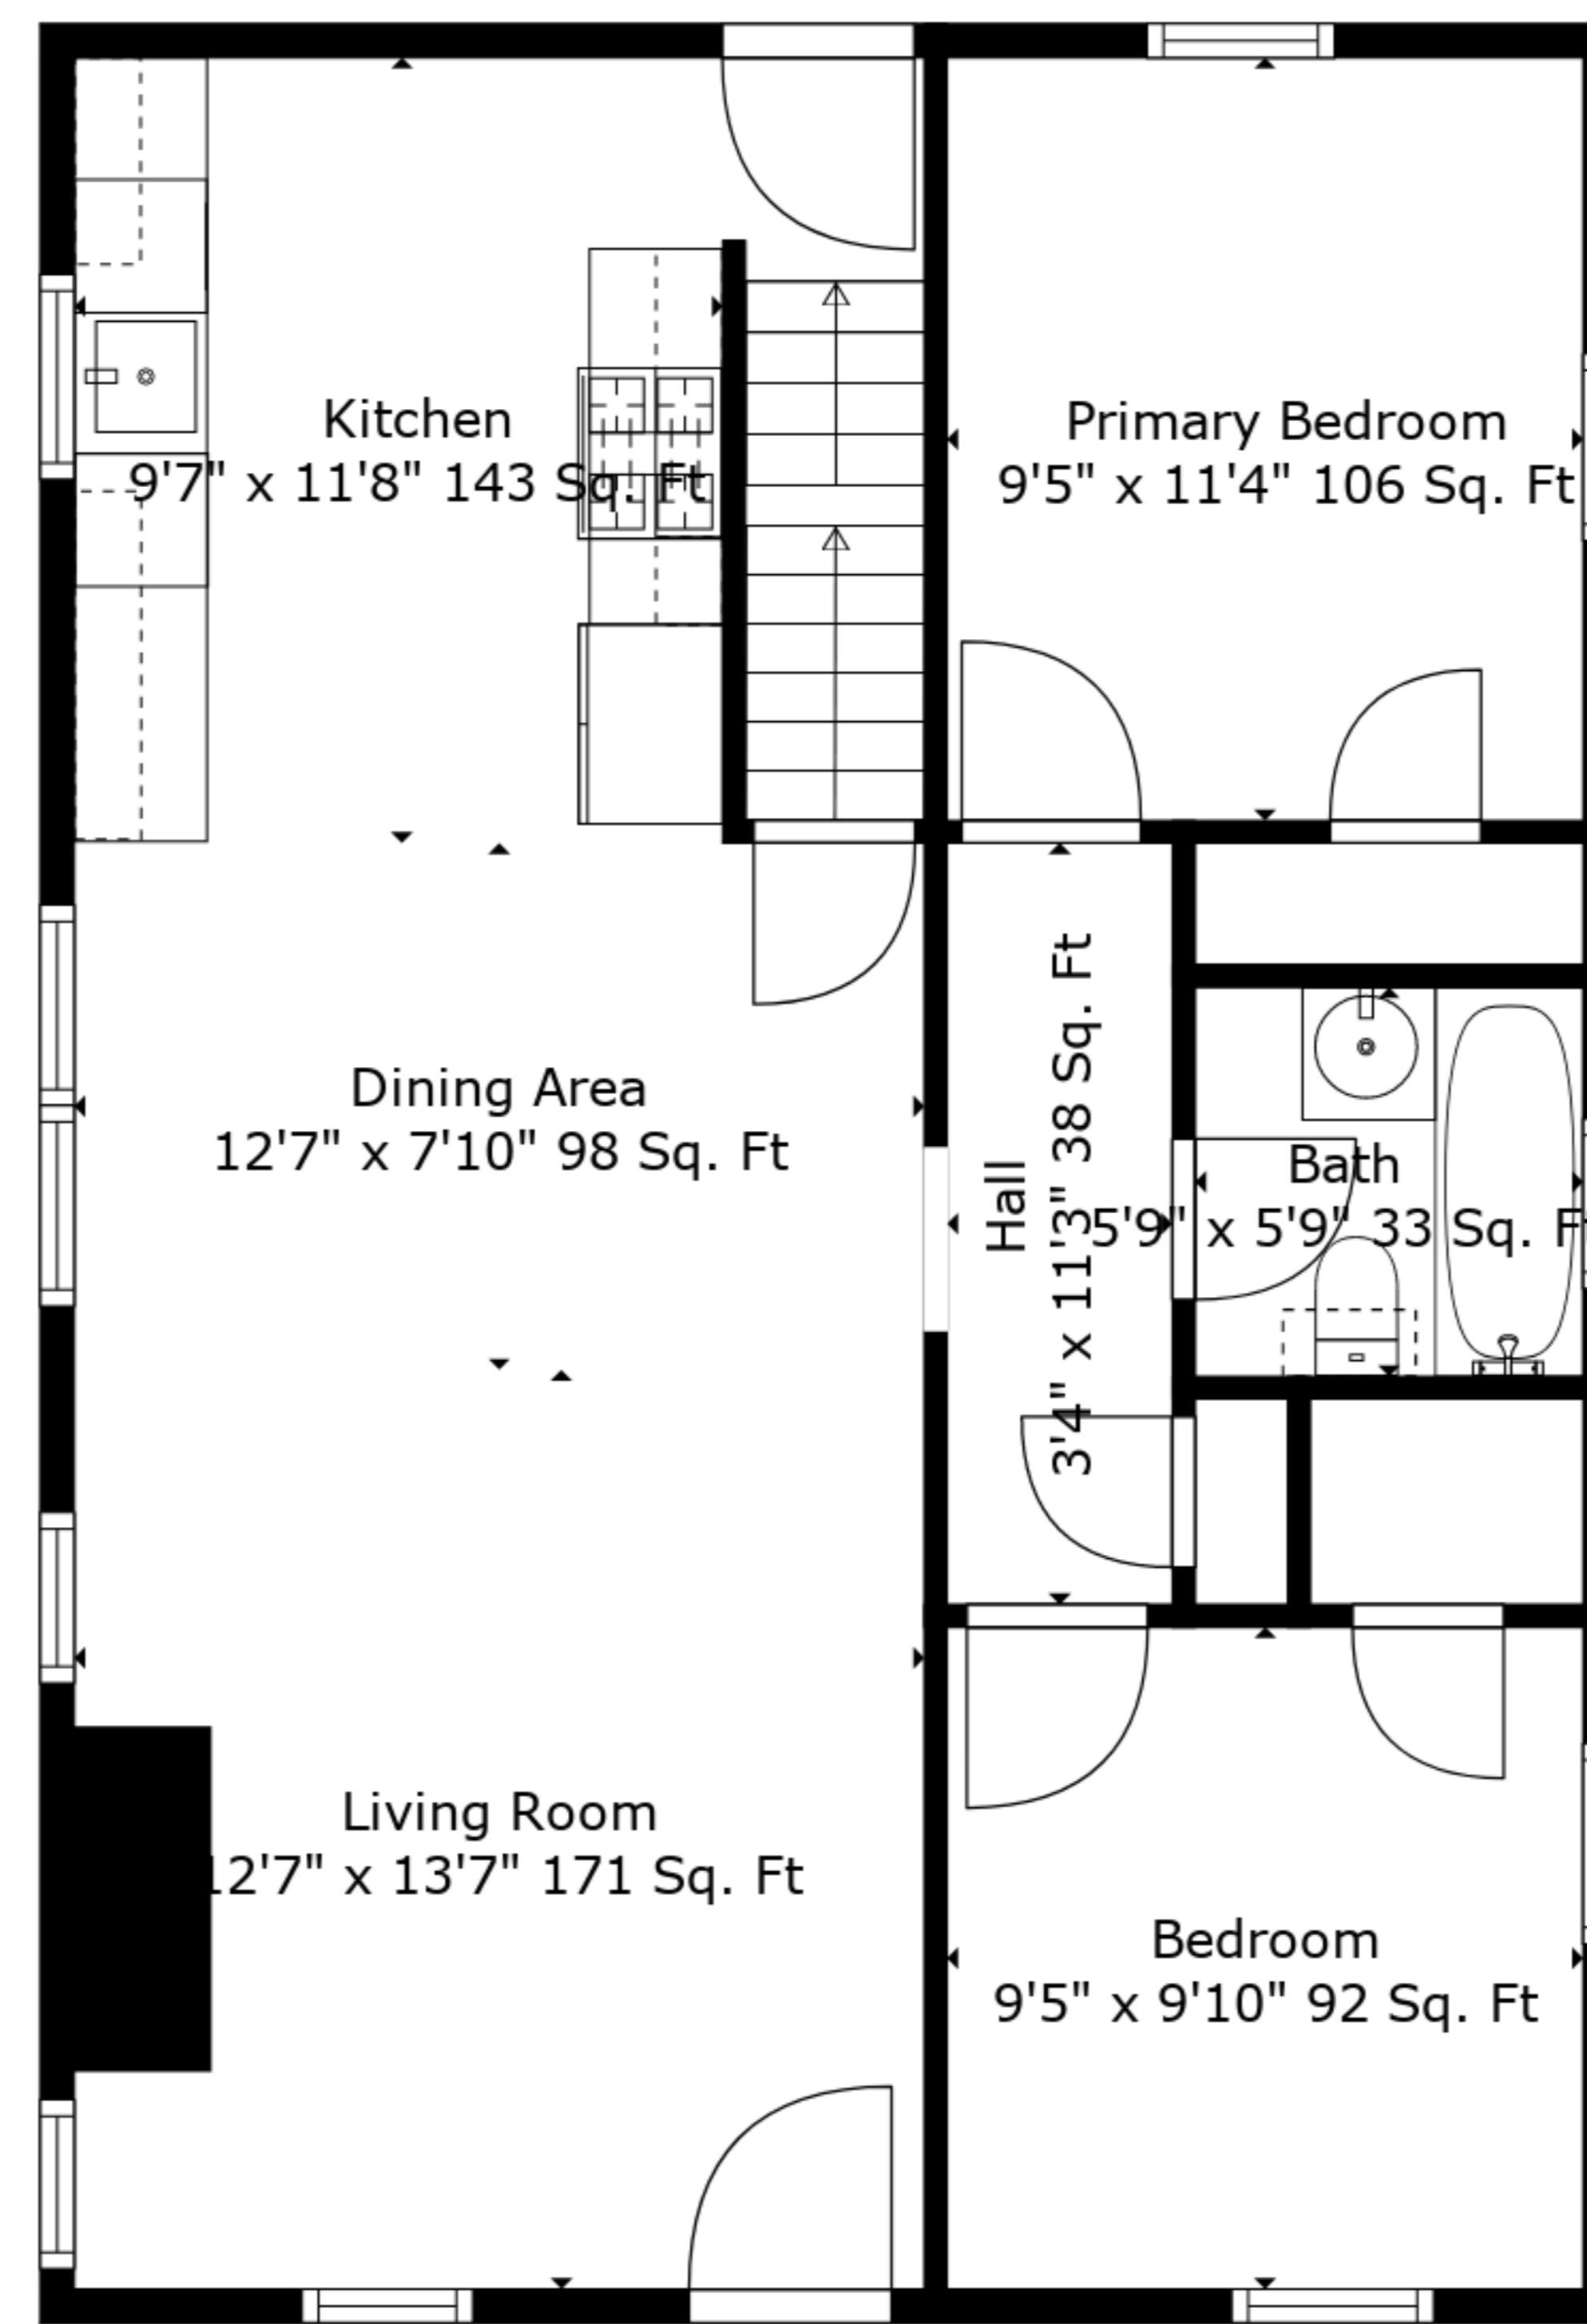 Kitchen
9'7" x 11'8" 143 Sq. Ft
Primary Bedroom
9'5" x 11'4" 106 Sq. Ft
Dining Area
12'7" x 7'10" 98 Sq. Ft
Hall
3'4" x 11'3" 38 Sq. Ft
Bath
5'9" x 5'9" 33 Sq. Ft
Living Room
12'7" x 13'7" 171 Sq. Ft
Bedroom
9'5" x 9'10" 92 Sq. Ft